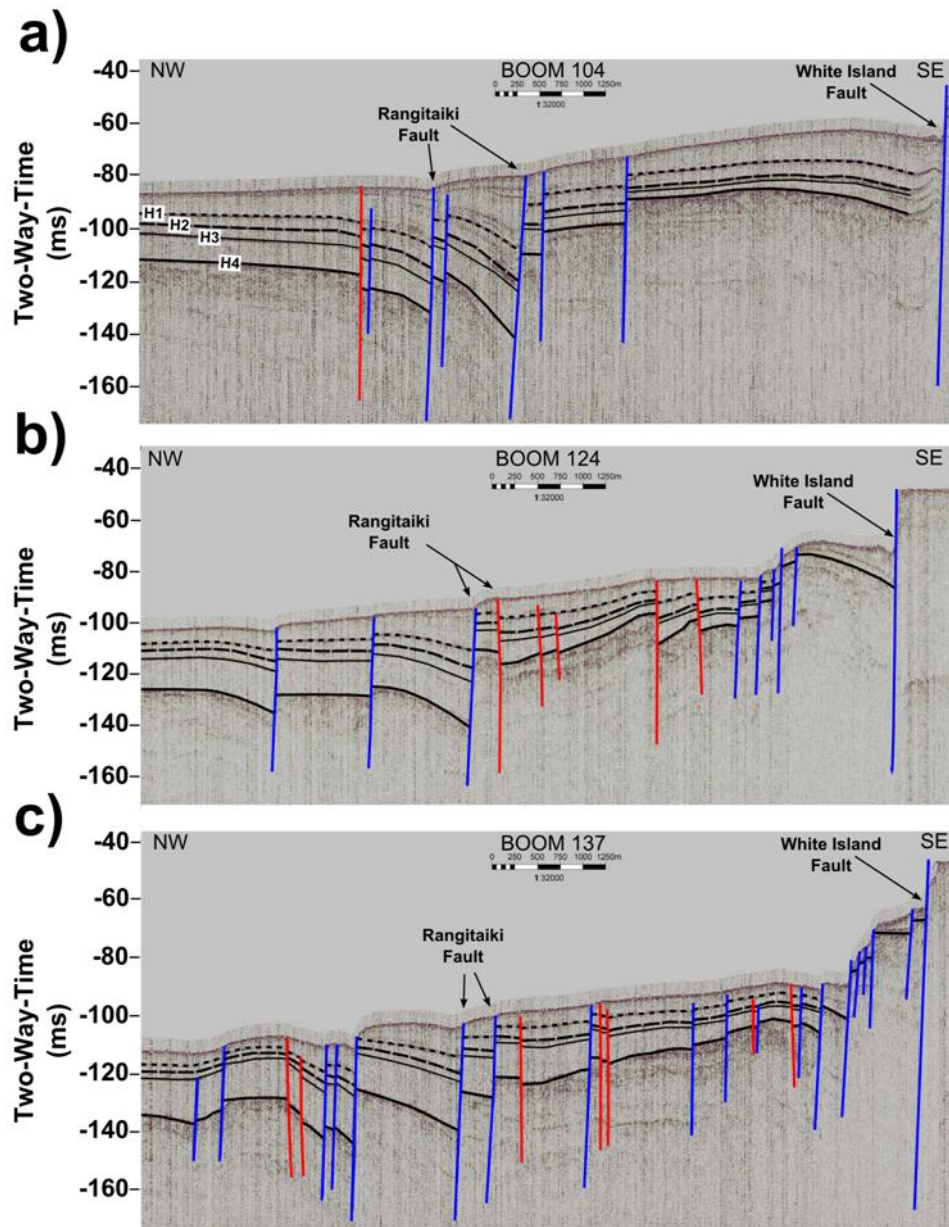 a)
NW
BOOM 104
SE
0 250 500 750 1000 1250m
1:32000
White Island
Fault
Rangitaiki
Fault
-40
-60
-80
-100
-120
-140
-160
Two-Way-Time
(ms)
H1
H2
H3
H4
b)
NW
BOOM 124
SE
0 250 500 750 1000 1250m
1:32000
White Island
Fault
Rangitaiki
Fault
-40
-60
-80
-100
-120
-140
-160
Two-Way-Time
(ms)
c)
NW
BOOM 137
SE
0 250 500 750 1000 1250m
1:32000
White Island
Fault
Rangitaiki
Fault
-40
-60
-80
-100
-120
-140
-160
Two-Way-Time
(ms)